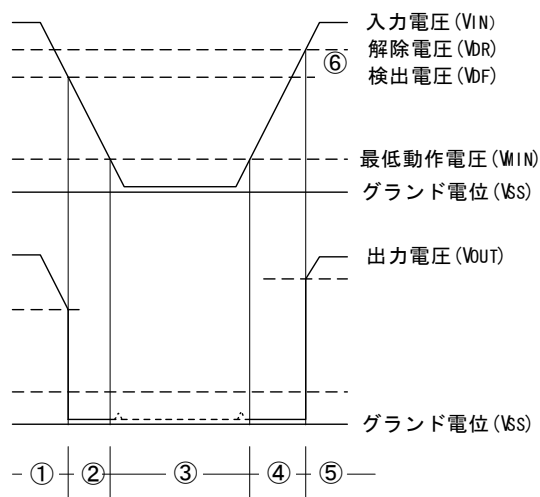 入力電圧(VIN)
解除電圧(VDR)
⑥
検出電圧(VDF)
最低動作電圧(VMIN)
グランド電位(VSS)
出力電圧(VOUT)
グランド電位(VSS)
① ② ③ ④ ⑤